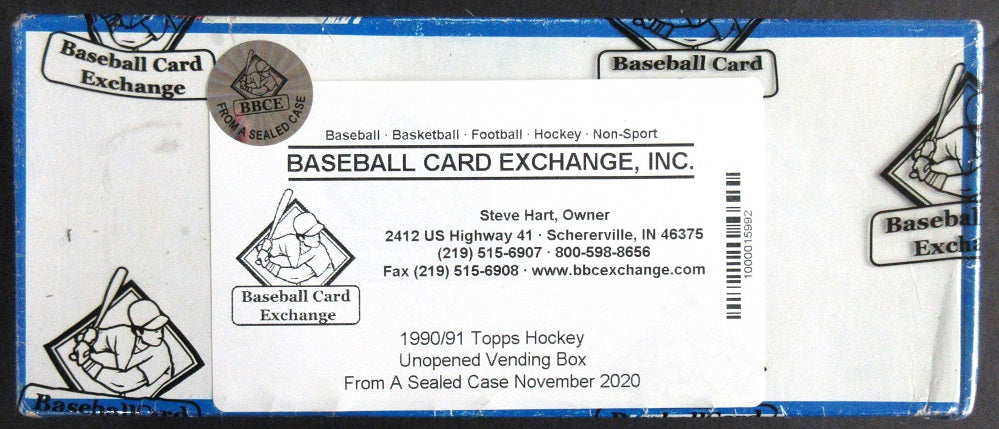 Baseball Card
Exchange
BBCE
FROM A SEALED CASE
Baseball Card
Baseball · Basketball · Football · Hockey · Non-Sport
BASEBALL CARD EXCHANGE, INC.
Steve Hart, Owner
2412 US Highway 41 · Schererville, IN 46375
(219) 515-6907 · 800-598-8656
Fax (219) 515-6908 · www.bbcexchange.com
1000015992
Baseball Card
Exchange
1990/91 Topps Hockey
Unopened Vending Box
From A Sealed Case November 2020
Basebal
Excha
Baseball Card